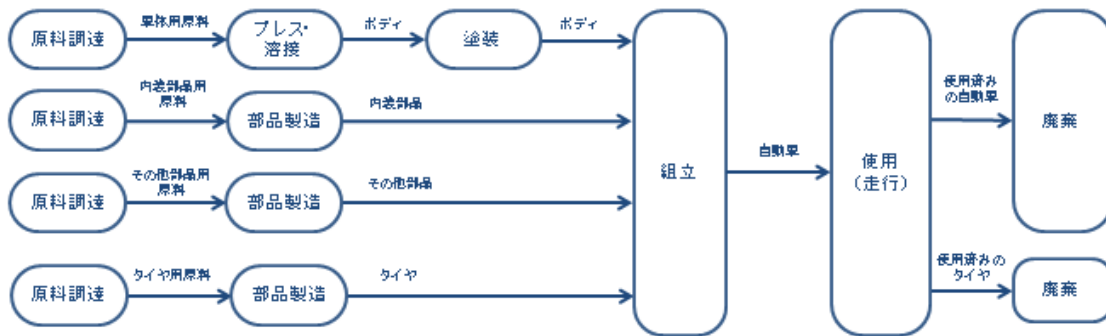 原料調達
車体用原料
プレス・
溶接
ボディ
塗装
ボディ
原料調達
内装部品用
原料
部品製造
内装部品
原料調達
その他部品用
原料
部品製造
その他部品
原料調達
タイヤ用原料
部品製造
タイヤ
組立
自動車
使用
（走行）
使用済み
の自動車
廃棄
使用済みの
タイヤ
廃棄